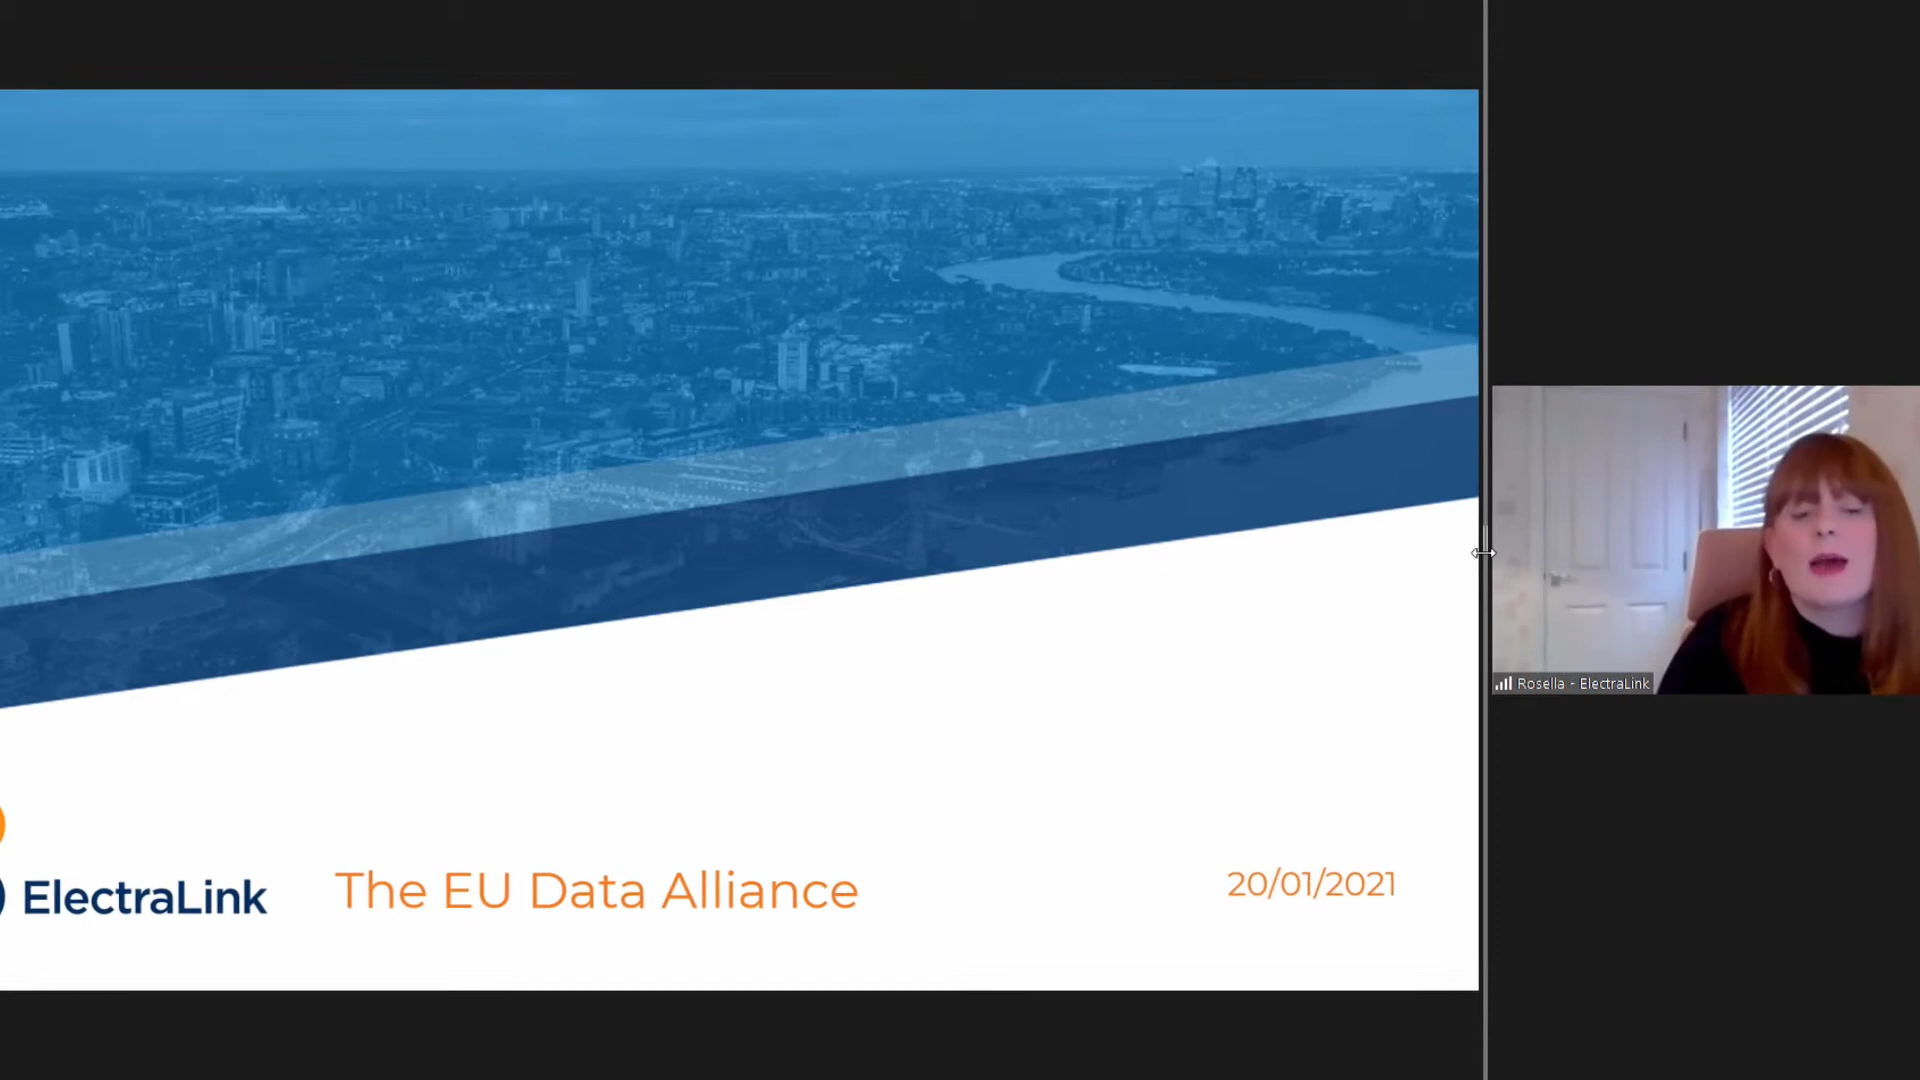 ElectraLink
The EU Data Alliance
20/01/2021
Rosella - ElectraLink